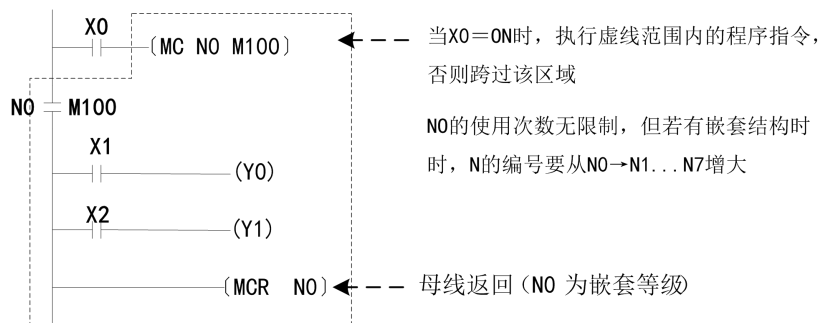 X0
(MC N0 M100)
当X0＝ON时，执行虚线范围内的程序指令，
否则跨过该区域
N0 M100
N0的使用次数无限制，但若有嵌套结构时
时，N的编号要从N0→N1...N7增大
X1
(Y0)
X2
(Y1)
(MCR N0)
母线返回（N0 为嵌套等级)